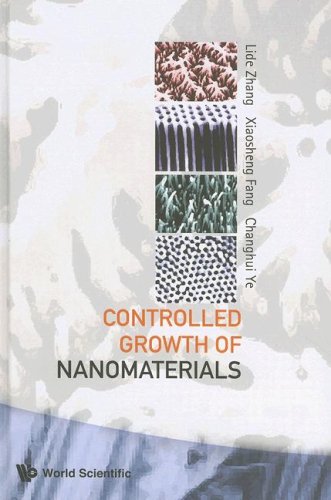 Lide Zhang Xiaosheng Fang Changhui Ye
CONTROLLED
GROWTH OF
NANOMATERIALS
World Scientific